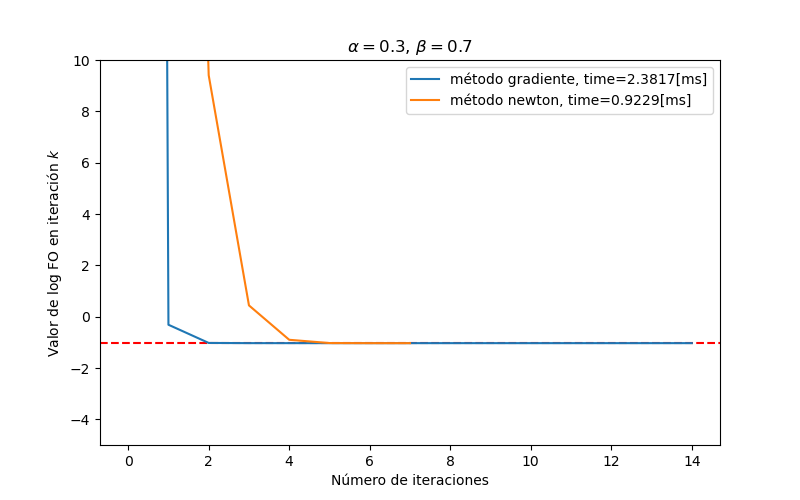 α = 0.3, β = 0.7
método gradiente, time=2.3817[ms]
método newton, time=0.9229[ms]
Valor de log FO en iteración k
10
8
6
4
2
0
−2
−4
0 2 4 6 8 10 12 14
Número de iteraciones